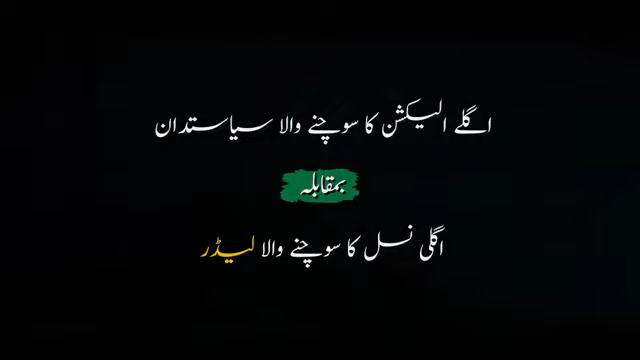 اگلے الیکشن کا سوچنے والا سیاستدان
بمقابلہ
اگلی نسل کا سوچنے والا لیڈر